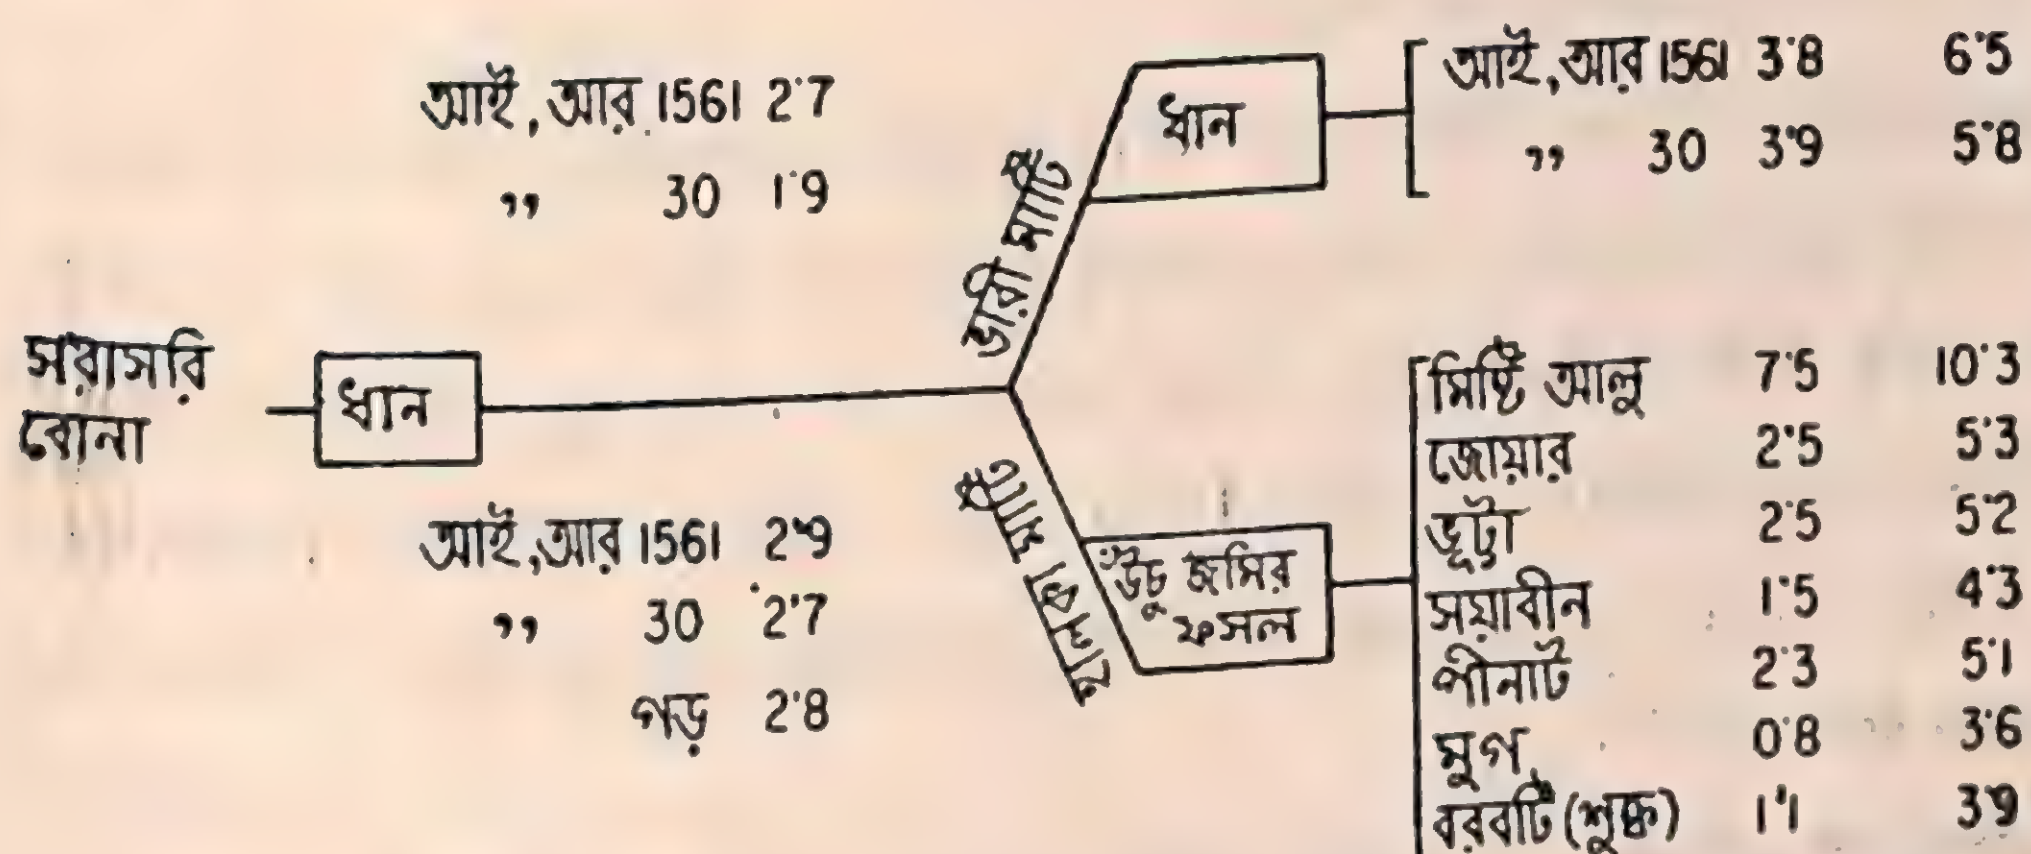 আই, আর 1561 2·7
,, 30 1·9
সরাসরি
বোনা
ধান
আই, আর 1561 2·9
,, 30 2·7
গড় 2·8
ভারী মাটি
ধান
আই, আর 1561 3·8 6·5
,, 30 3·9 5·8
হালকা মাটি
উঁচু জমির
ফসল
মিষ্টি আলু 7·5 10·3
জোয়ার 2·5 5·3
ভূট্টা 2·5 5·2
সয়াবীন 1·5 4·3
পীনাট 2·3 5·1
মুগ 0·8 3·6
বরবটি (শুষ্ক) 1·1 3·9